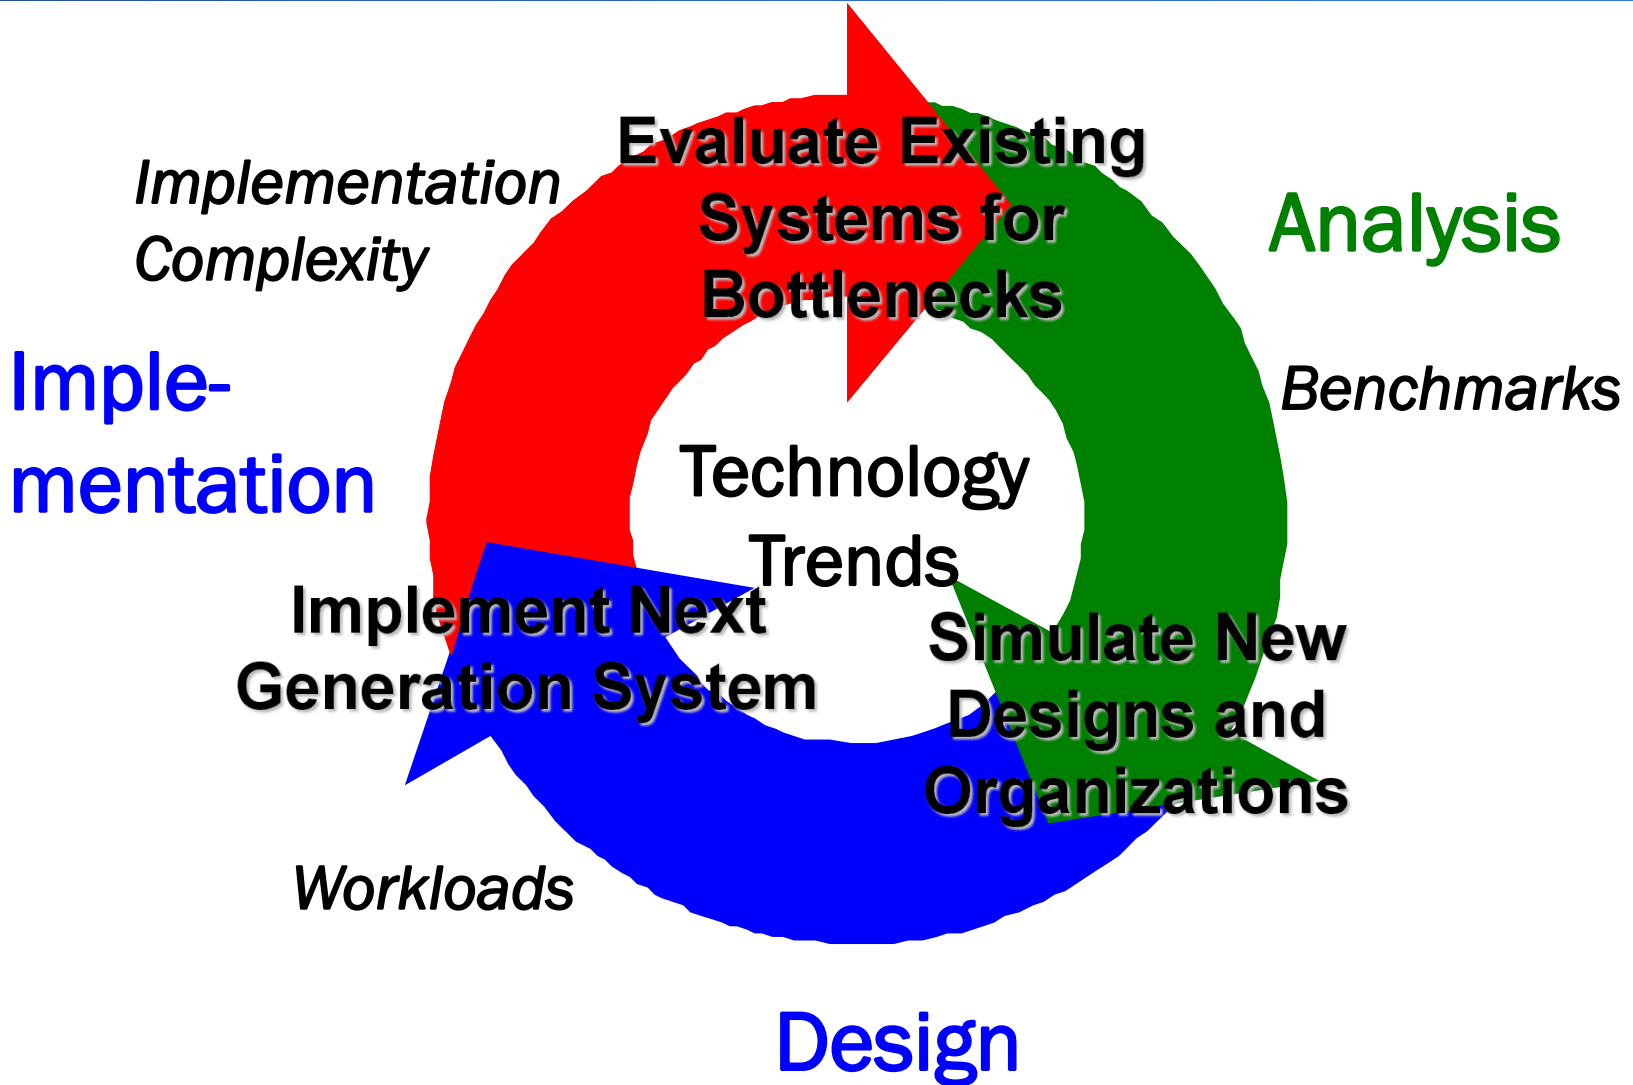 Evaluate Existing
Systems for
Bottlenecks
Implementation
Complexity
Analysis
Imple-
mentation
Benchmarks
Technology
Trends
Implement Next
Generation System
Simulate New
Designs and
Organizations
Workloads
Design